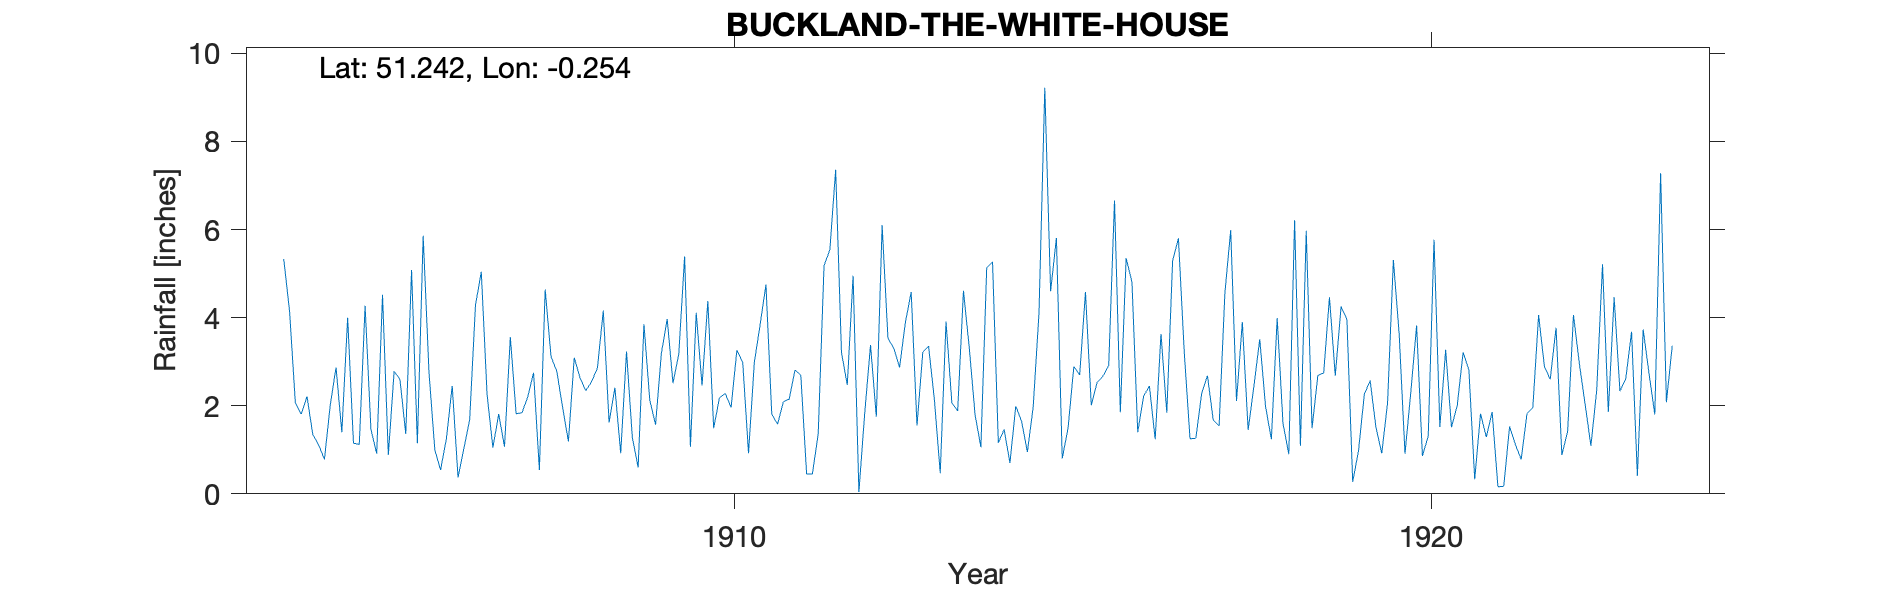 BUCKLAND-THE-WHITE-HOUSE
Lat: 51.242, Lon: -0.254
10
8
6
4
2
0
Rainfall [inches]
1910
1920
Year